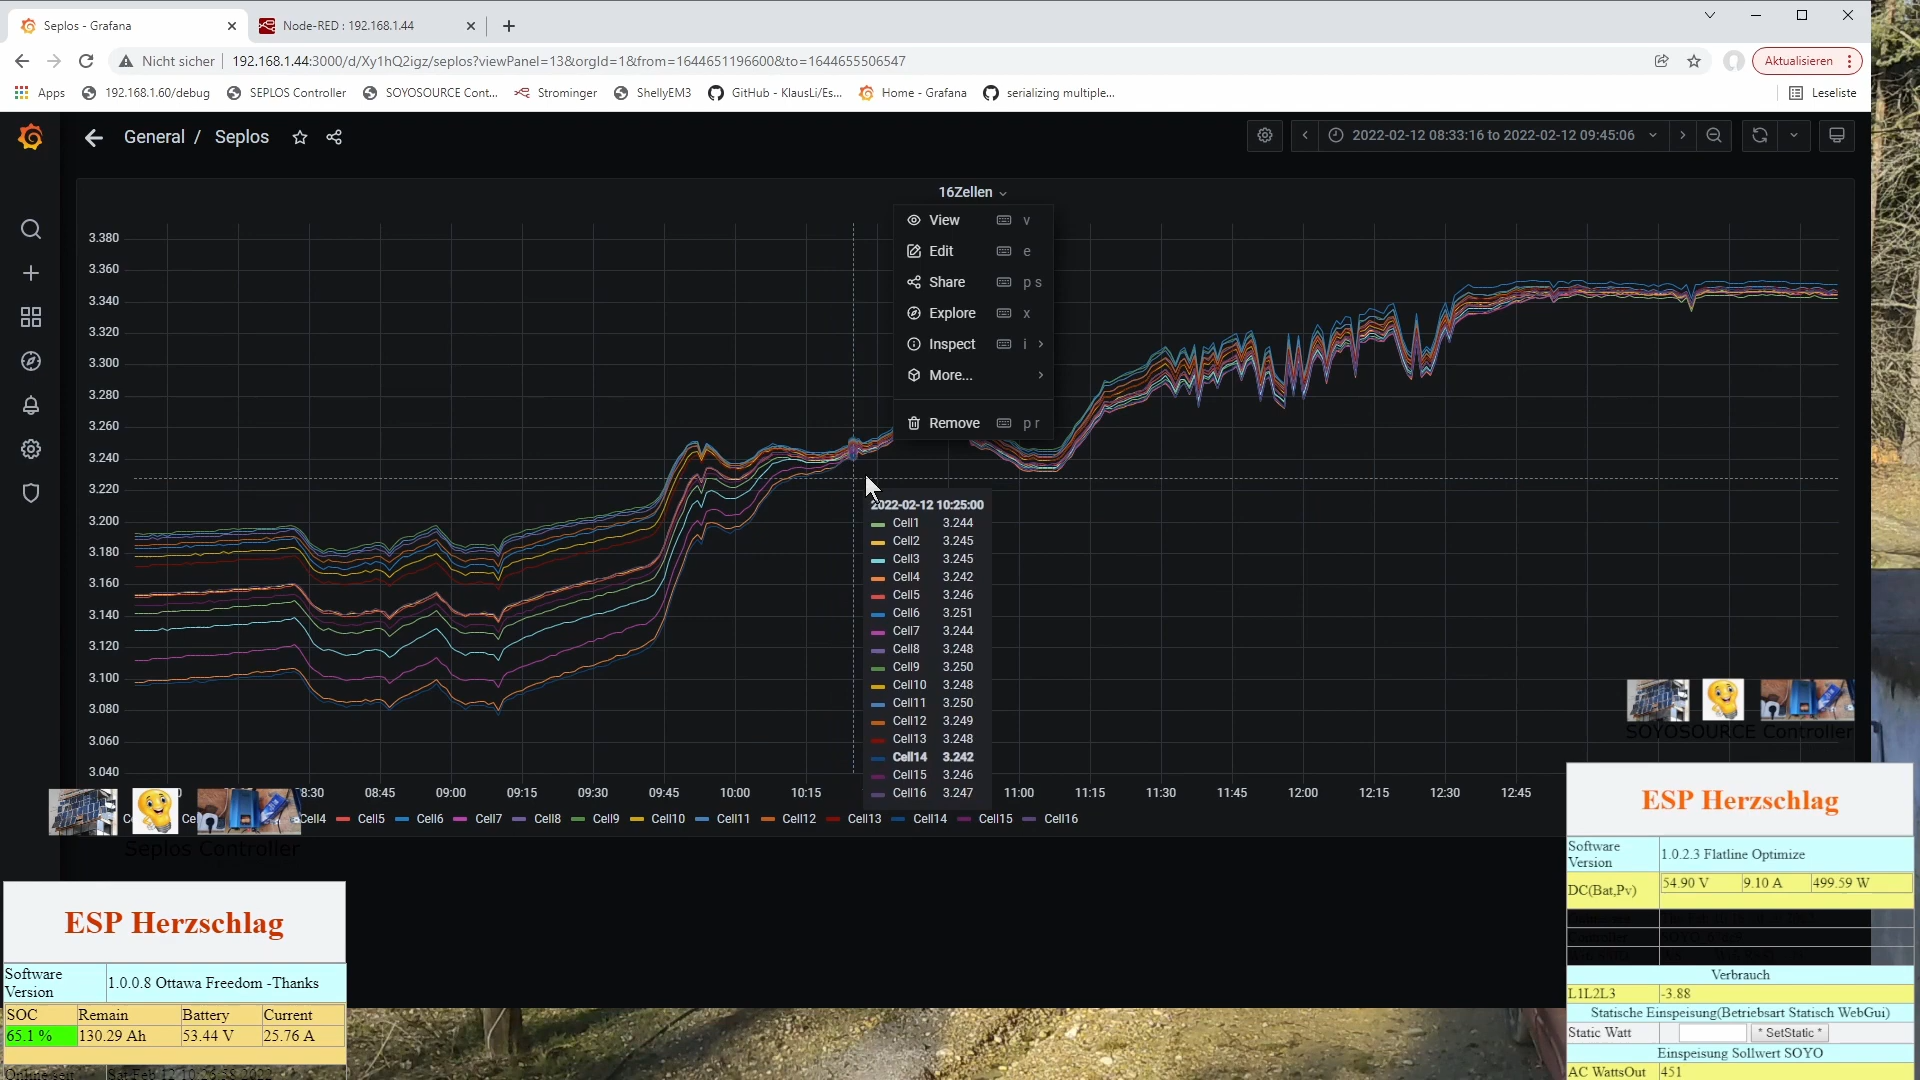 Seplos - Grafana
Node-RED : 192.168.1.44
Nicht sicher
192.168.1.44:3000/d/Xy1hQ2igz/seplos?viewPanel=13&orgId=1&from=1644651196600&to=1644655506547
Aktualisieren
Apps
192.168.1.60/debug
SEPLOS Controller
SOYOSOURCE Cont...
Strominger
ShellyEM3
GitHub - KlausLi/Es...
Home - Grafana
serializing multiple...
Leseliste
General / Seplos
2022-02-12 08:33:16 to 2022-02-12 09:45:06
16Zellen
View v
Edit e
Share p s
Explore x
Inspect i
More...
Remove p r
3.380
3.360
3.340
3.320
3.300
3.280
3.260
3.240
3.220
3.200
3.180
3.160
3.140
3.120
3.100
3.080
3.060
3.040
2022-02-12 10:25:00
Cell1 3.244
Cell2 3.245
Cell3 3.245
Cell4 3.242
Cell5 3.246
Cell6 3.251
Cell7 3.244
Cell8 3.248
Cell9 3.250
Cell10 3.248
Cell11 3.250
Cell12 3.249
Cell13 3.248
Cell14 3.242
Cell15 3.246
Cell16 3.247
8:30 08:45 09:00 09:15 09:30 09:45 10:00 10:15 11:00 11:15 11:30 11:45 12:00 12:15 12:30 12:45
Cell4 Cell5 Cell6 Cell7 Cell8 Cell9 Cell10 Cell11 Cell12 Cell13 Cell14 Cell15 Cell16
Seplos Controller
ESP Herzschlag
Software Version 1.0.0.8 Ottawa Freedom -Thanks
SOC Remain Battery Current
65.1 % 130.29 Ah 53.44 V 25.76 A
Online seit Sat Feb 12 10:23:58 2022
SOYOSOURCE Controller
ESP Herzschlag
Software Version 1.0.2.3 Flatline Optimize
DC(Bat,Pv) 54.90 V 9.10 A 499.59 W
Verbrauch
L1L2L3 -3.88
Statische Einspeisung(Betriebsart Statisch WebGui)
Static Watt * SetStatic *
Einspeisung Sollwert SOYO
AC WattsOut 451